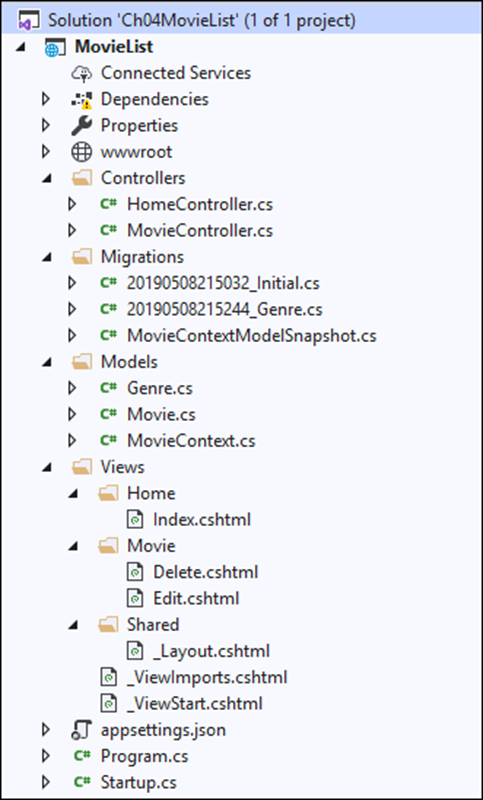 Solution 'Ch04MovieList' (1 of 1 project)
MovieList
Connected Services
Dependencies
Properties
wwwroot
Controllers
C# HomeController.cs
C# MovieController.cs
Migrations
C# 20190508215032_Initial.cs
C# 20190508215244_Genre.cs
C# MovieContextModelSnapshot.cs
Models
C# Genre.cs
C# Movie.cs
C# MovieContext.cs
Views
Home
Index.cshtml
Movie
Delete.cshtml
Edit.cshtml
Shared
_Layout.cshtml
_ViewImports.cshtml
_ViewStart.cshtml
appsettings.json
C# Program.cs
C# Startup.cs